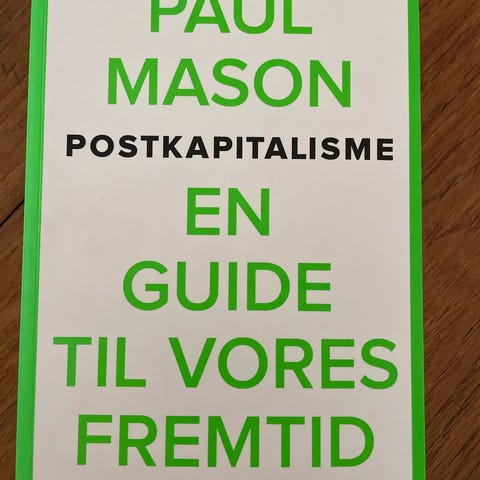 PAUL
MASON
POSTKAPITALISME
EN
GUIDE
TIL VORES
FREMTID